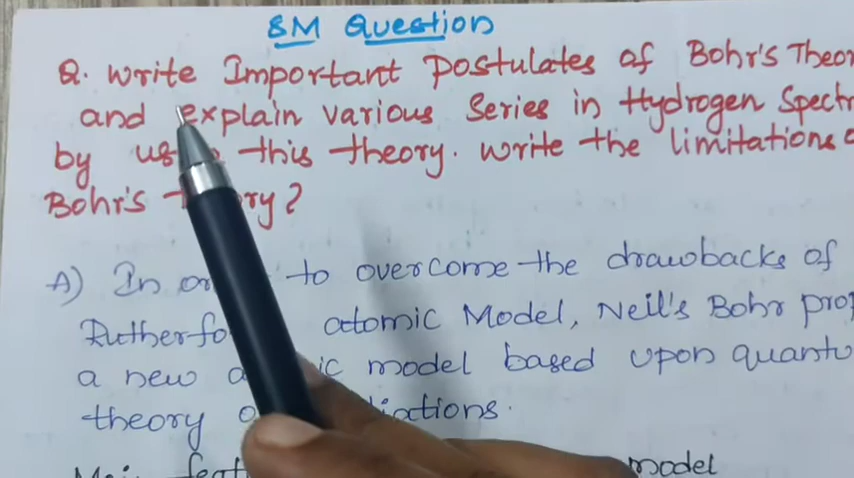 8M Question
Q. Write Important Postulates of Bohr's Theor
and explain various Series in Hydrogen Spectr
by this theory. Write the limitations
Bohr's ?
A) In to overcome the drawbacks of
atomic Model, Neil's Bohr prop
a new model based upon quantu
theory
model